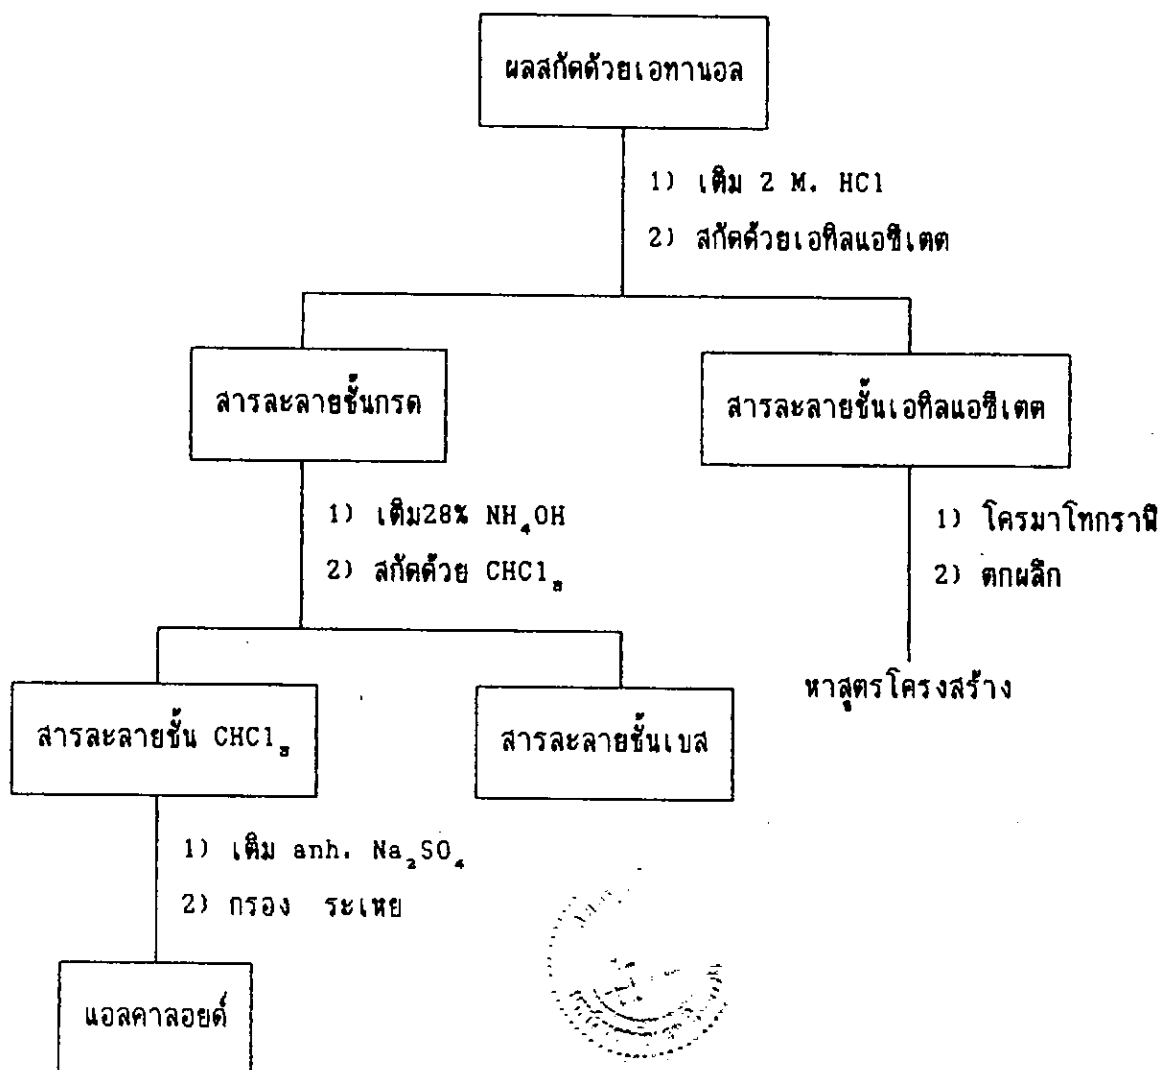 ผลสกัดด้วยเอทานอล
1) เติม 2 M. HCl
2) สกัดด้วยเอทิลแอซีเตต
สารละลายชั้นกรด
สารละลายชั้นเอทิลแอซีเตต
1) เติม28% NH₄OH
2) สกัดด้วย CHCl₃
1) โครมาโทกราฟี
2) ตกผลึก
สารละลายชั้น CHCl₃
สารละลายชั้นเบส
หาสูตรโครงสร้าง
1) เติม anh. Na₂SO₄
2) กรอง ระเหย
แอลคาลอยด์